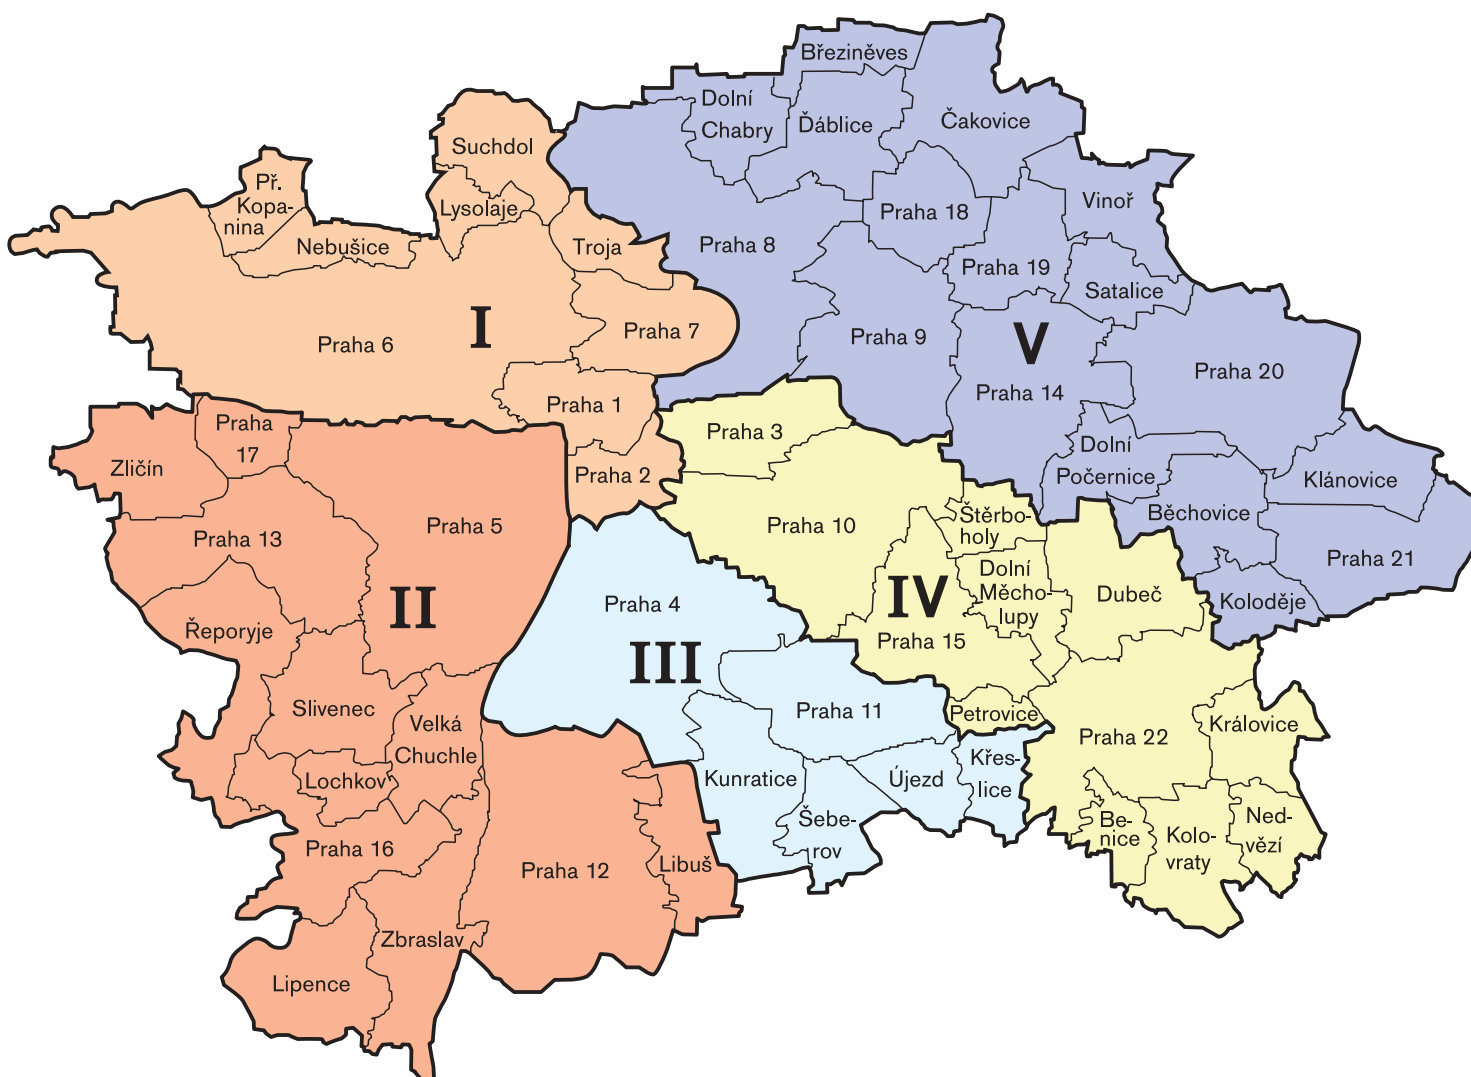 Březiněves
Dolní
Chabry
Ďáblice
Čakovice
Suchdol
Př.
Kopa-
nina
Lysolaje
Nebušice
Troja
Praha 8
Praha 18
Vinoř
Praha 19
Satalice
Praha 6
I
Praha 7
Praha 9
V
Praha 14
Praha 20
Praha 1
Praha 3
Praha
17
Zličín
Praha 2
Dolní
Počernice
Klánovice
Praha 5
Praha 13
Praha 10
Štěrbo-
holy
Běchovice
Praha 21
Dolní
Měcho-
lupy
Dubeč
Koloděje
II
Praha 4
IV
Praha 15
Řeporyje
III
Slivenec
Velká
Chuchle
Praha 11
Petrovice
Praha 22
Královice
Lochkov
Kunratice
Újezd
Křes-
lice
Šebe-
rov
Be-
nice
Kolo-
vraty
Ned-
vězí
Praha 16
Praha 12
Libuš
Zbraslav
Lipence